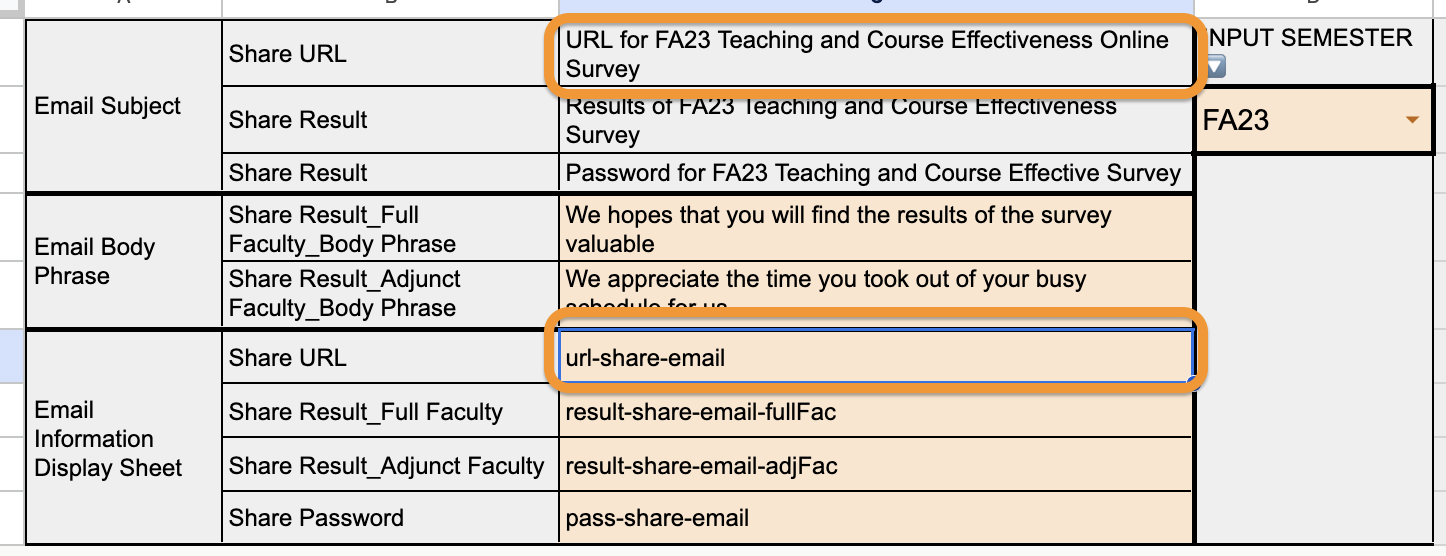 Email Subject
Share URL
URL for FA23 Teaching and Course Effectiveness Online
Survey
INPUT SEMESTER
Share Result
Results of FA23 Teaching and Course Effectiveness
Survey
FA23
Share Result
Password for FA23 Teaching and Course Effective Survey
Email Body
Phrase
Share Result_Full
Faculty_Body Phrase
We hopes that you will find the results of the survey
valuable
Share Result_Adjunct
Faculty_Body Phrase
We appreciate the time you took out of your busy
schedule for us
Email
Information
Display Sheet
Share URL
url-share-email
Share Result_Full Faculty
result-share-email-fullFac
Share Result_Adjunct Faculty
result-share-email-adjFac
Share Password
pass-share-email